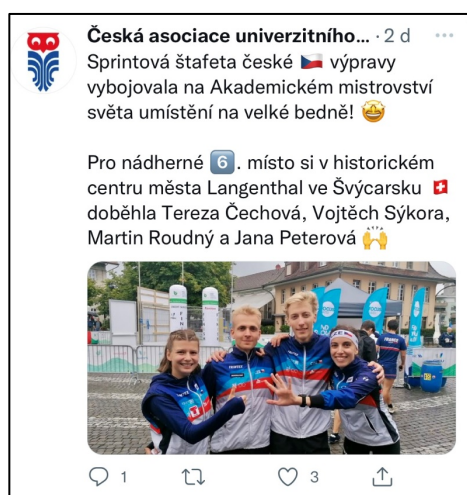 Česká asociace univerzitního... · 2 d
Sprintová štafeta české 🇨🇿 výpravy
vybojovala na Akademickém mistrovství
světa umístění na velké bedně! 🤩
Pro nádherné 6️⃣. místo si v historickém
centru města Langenthal ve Švýcarsku 🇨🇭
doběhla Tereza Čechová, Vojtěch Sýkora,
Martin Roudný a Jana Peterová 🙌
1
3